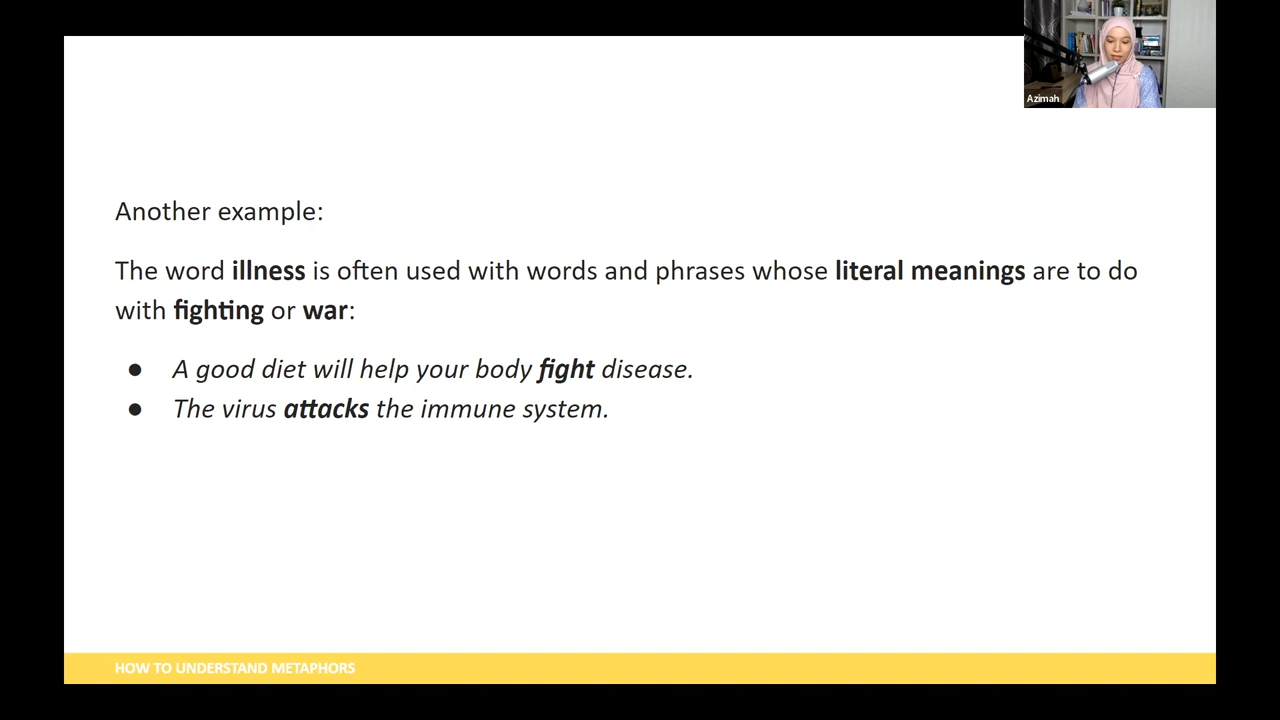 Azimah
Another example:
The word illness is often used with words and phrases whose literal meanings are to do
with fighting or war:
● A good diet will help your body fight disease.
● The virus attacks the immune system.
HOW TO UNDERSTAND METAPHORS